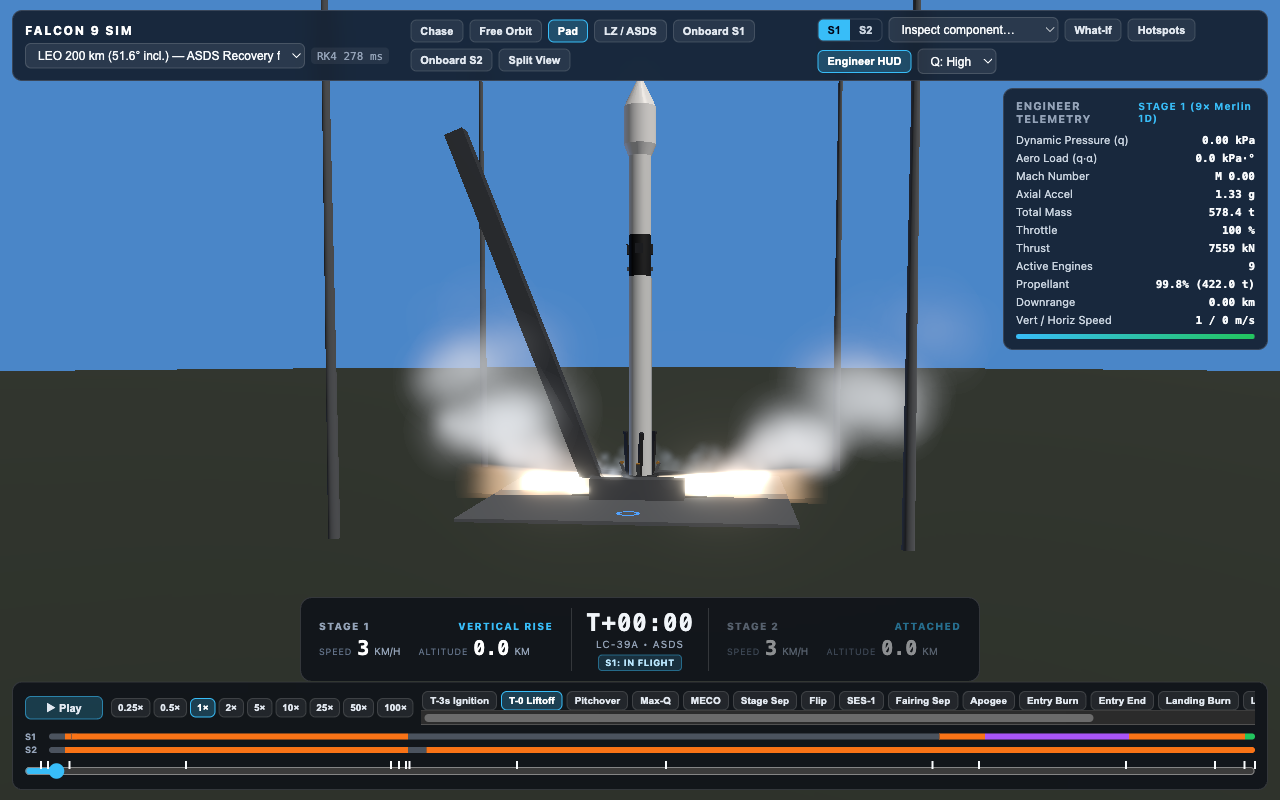 FALCON 9 SIM
LEO 200 km (51.6° incl.) — ASDS Recovery f
RK4 278 ms
Chase
Free Orbit
Pad
LZ / ASDS
Onboard S1
Onboard S2
Split View
S1
S2
Inspect component...
What-If
Hotspots
Engineer HUD
Q: High
ENGINEER TELEMETRY
STAGE 1 (9× Merlin 1D)
Dynamic Pressure (q) 0.00 kPa
Aero Load (q·α) 0.0 kPa·°
Mach Number M 0.00
Axial Accel 1.33 g
Total Mass 578.4 t
Throttle 100 %
Thrust 7559 kN
Active Engines 9
Propellant 99.8% (422.0 t)
Downrange 0.00 km
Vert / Horiz Speed 1 / 0 m/s
STAGE 1 VERTICAL RISE
SPEED 3 KM/H ALTITUDE 0.0 KM
T+00:00
LC-39A • ASDS
S1: IN FLIGHT
STAGE 2 ATTACHED
SPEED 3 KM/H ALTITUDE 0.0 KM
▶ Play
0.25×
0.5×
1×
2×
5×
10×
25×
50×
100×
T-3s Ignition
T-0 Liftoff
Pitchover
Max-Q
MECO
Stage Sep
Flip
SES-1
Fairing Sep
Apogee
Entry Burn
Entry End
Landing Burn
L
S1
S2